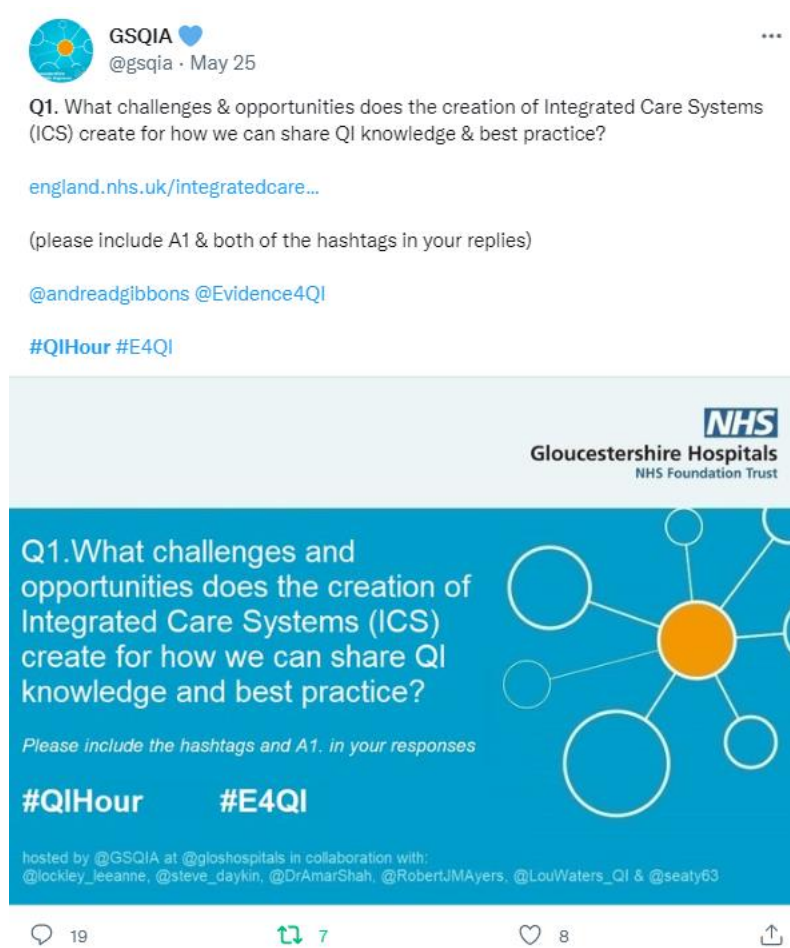 GSQIA 💙
@gsqia · May 25
Q1. What challenges & opportunities does the creation of Integrated Care Systems
(ICS) create for how we can share QI knowledge & best practice?
england.nhs.uk/integratedcare...
(please include A1 & both of the hashtags in your replies)
@andreadgibbons @Evidence4QI
#QIHour #E4QI
NHS
Gloucestershire Hospitals
NHS Foundation Trust
Q1.What challenges and
opportunities does the creation of
Integrated Care Systems (ICS)
create for how we can share QI
knowledge and best practice?
Please include the hashtags and A1. in your responses
#QIHour #E4QI
hosted by @GSQIA at @gloshospitals in collaboration with:
@lockley_leeanne, @steve_daykin, @DrAmarShah, @RobertJMAyers, @LouWaters_QI & @seaty63
19 7 8